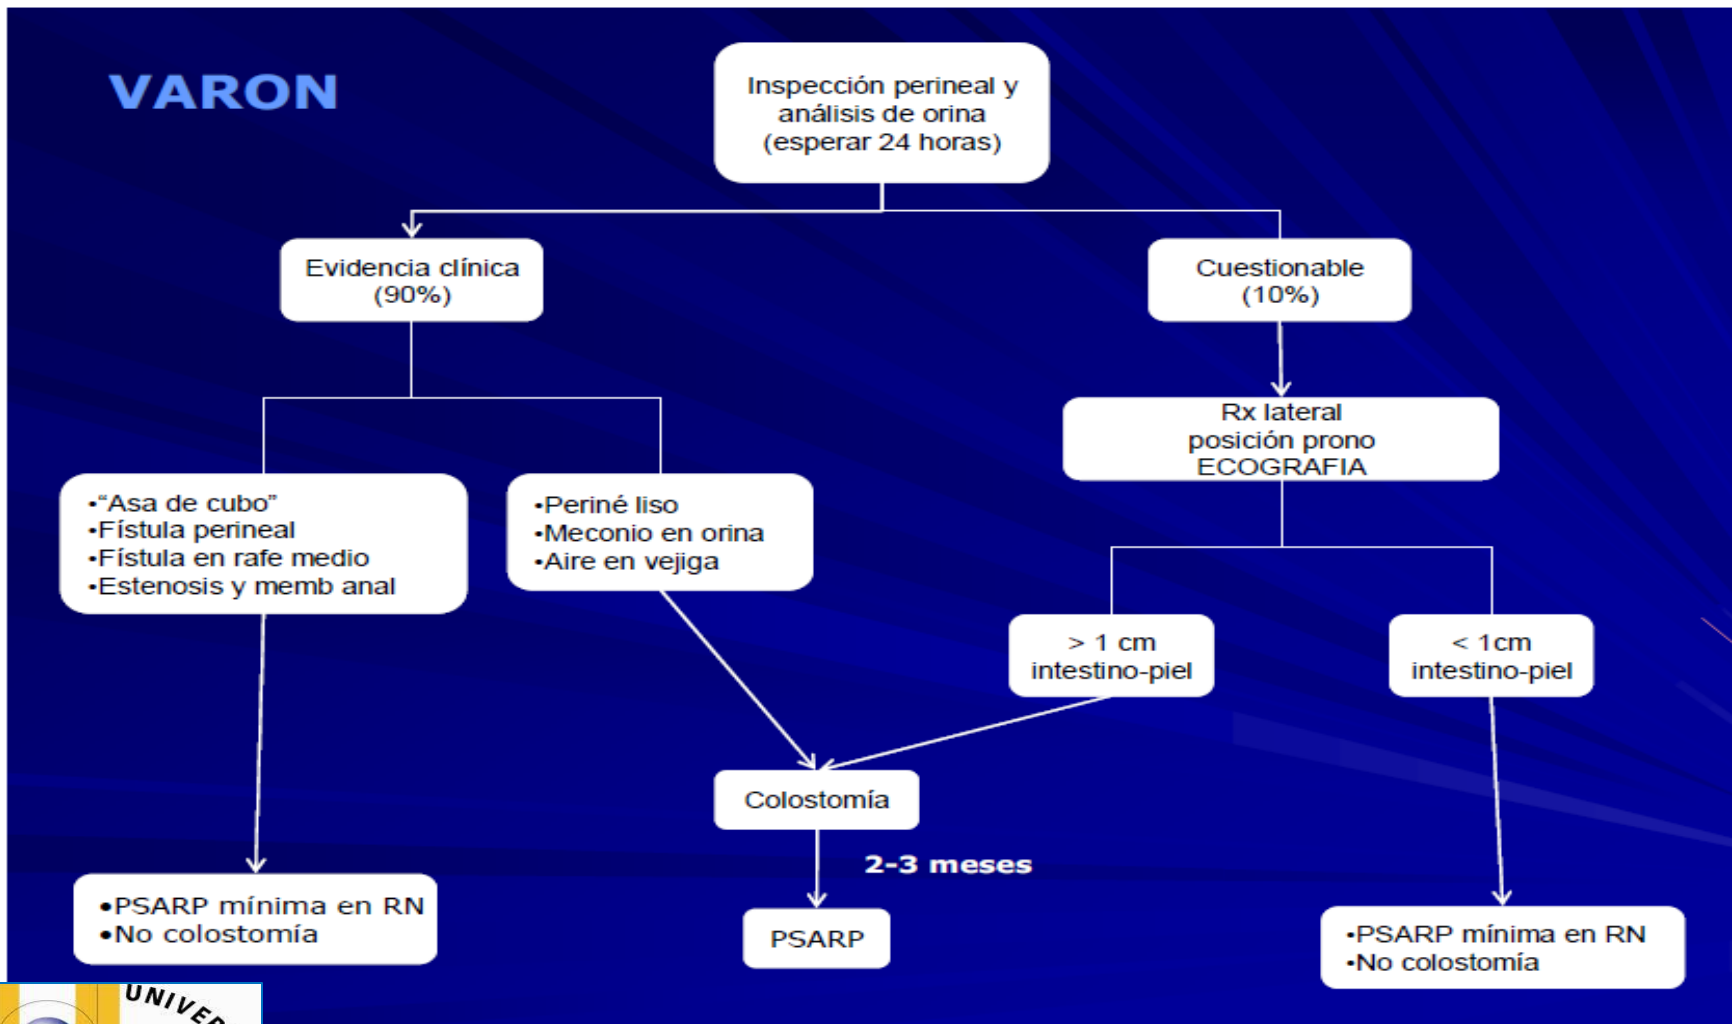 VARON
Inspección perineal y
análisis de orina
(esperar 24 horas)
Evidencia clínica
(90%)
Cuestionable
(10%)
Rx lateral
posición prono
ECOGRAFIA
•“Asa de cubo”
•Fístula perineal
•Fístula en rafe medio
•Estenosis y memb anal
•Periné liso
•Meconio en orina
•Aire en vejiga
> 1 cm
intestino-piel
< 1cm
intestino-piel
Colostomía
2-3 meses
•PSARP mínima en RN
•No colostomía
PSARP
•PSARP mínima en RN
•No colostomía